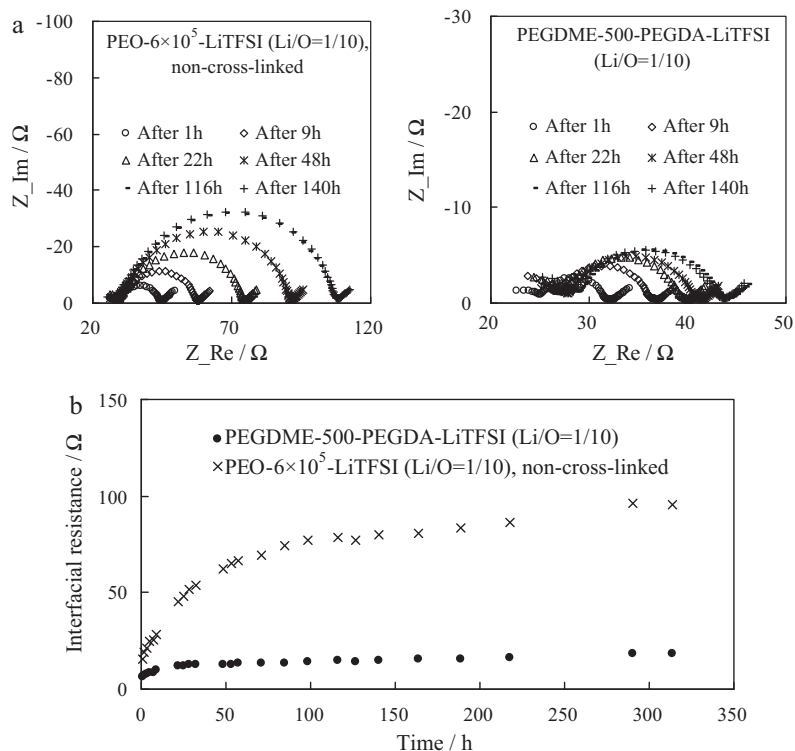 a
PEO-6×10⁵-LiTFSI (Li/O=1/10),
non-cross-linked
After 1h
After 9h
After 22h
After 48h
After 116h
After 140h
Z_Im / Ω
-100
-80
-60
-40
-20
0
20
70
120
Z_Re / Ω
PEGDME-500-PEGDA-LiTFSI
(Li/O=1/10)
After 1h
After 9h
After 22h
After 48h
After 116h
After 140h
Z_Im / Ω
-30
-20
-10
0
20
30
40
50
Z_Re / Ω
b
PEGDME-500-PEGDA-LiTFSI (Li/O=1/10)
PEO-6×10⁵-LiTFSI (Li/O=1/10), non-cross-linked
Interfacial resistance / Ω
150
100
50
0
0
50
100
150
200
250
300
350
Time / h